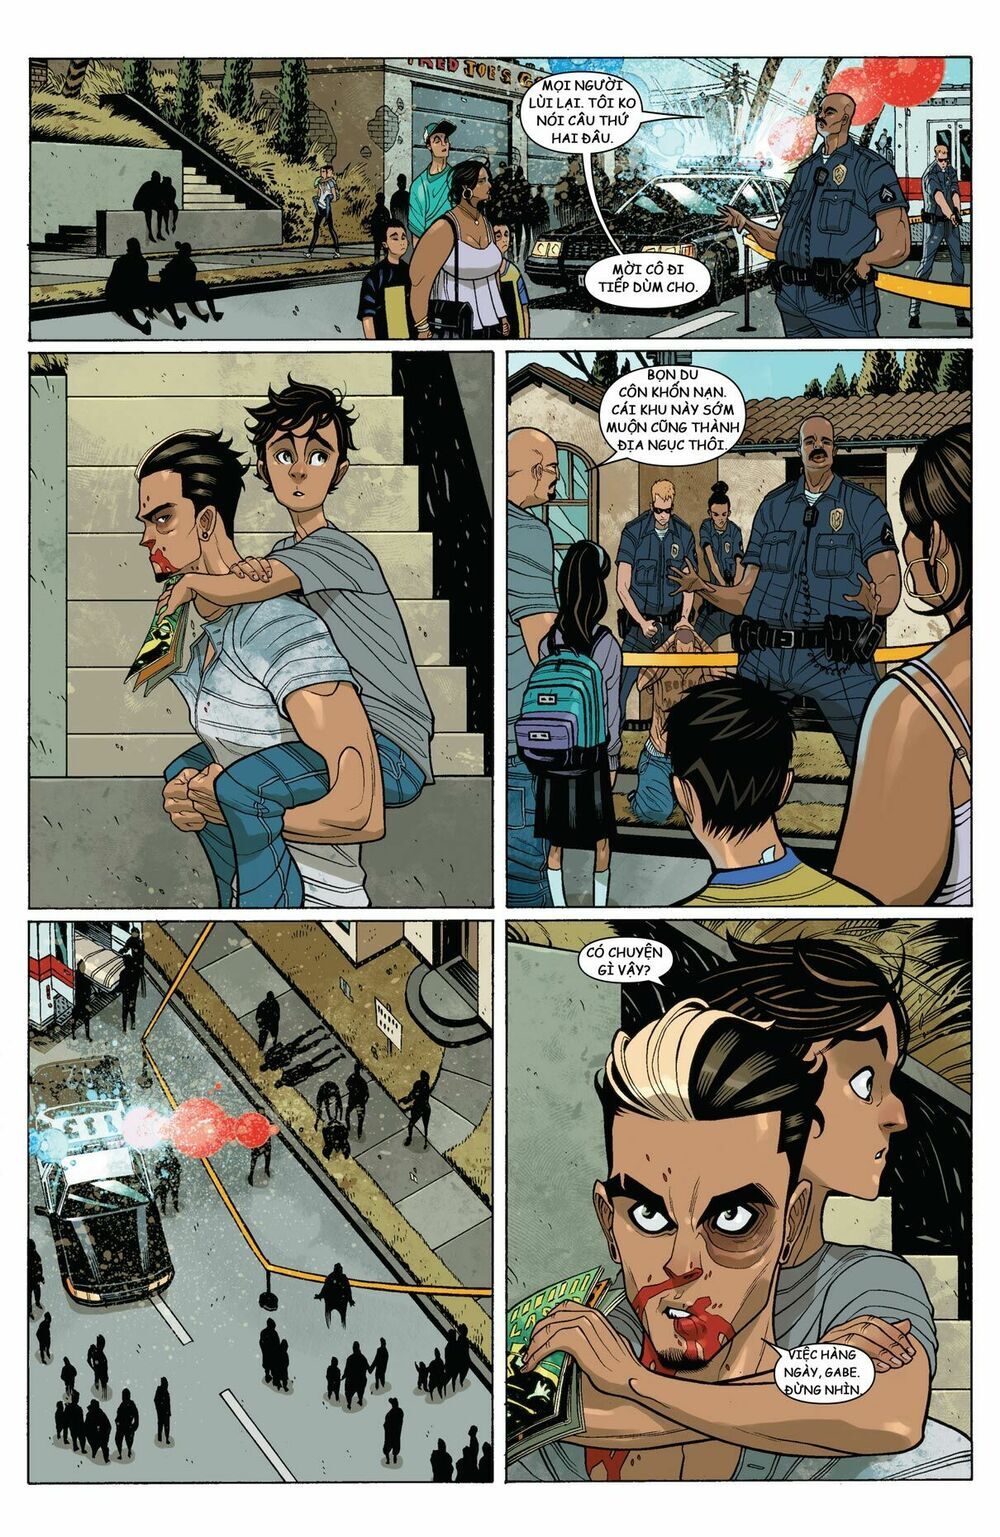 RED JOE'S G
MỌI NGƯỜI
LÙI LẠI. TÔI KO
NÓI CÂU THỨ
HAI ĐÂU.
MỜI CÔ ĐI
TIẾP DÙM CHO.
BỌN DU
CÔN KHỐN NẠN.
CÁI KHU NÀY SỚM
MUỘN CŨNG THÀNH
ĐỊA NGỤC THÔI.
CÓ CHUYỆN
GÌ VẬY?
VIỆC HÀNG
NGÀY, GABE.
ĐỪNG NHÌN.